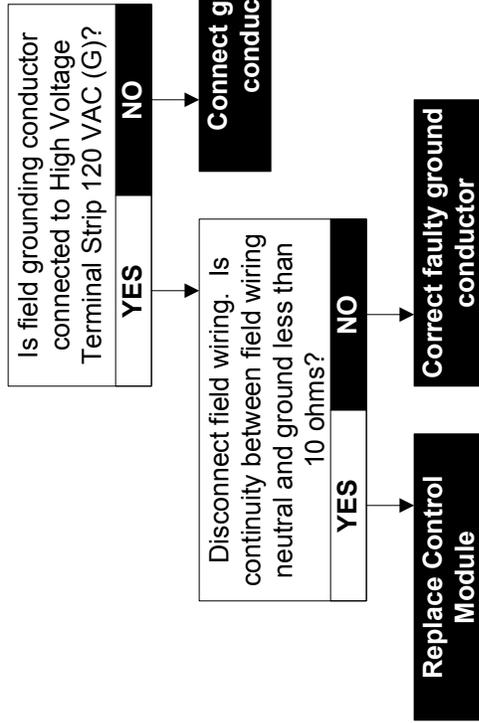 Is field grounding conductor
connected to High Voltage
Terminal Strip 120 VAC (G)?
YES
NO
Connect g
conduc
Disconnect field wiring. Is
continuity between field wiring
neutral and ground less than
10 ohms?
YES
NO
Replace Control
Module
Correct faulty ground
conductor